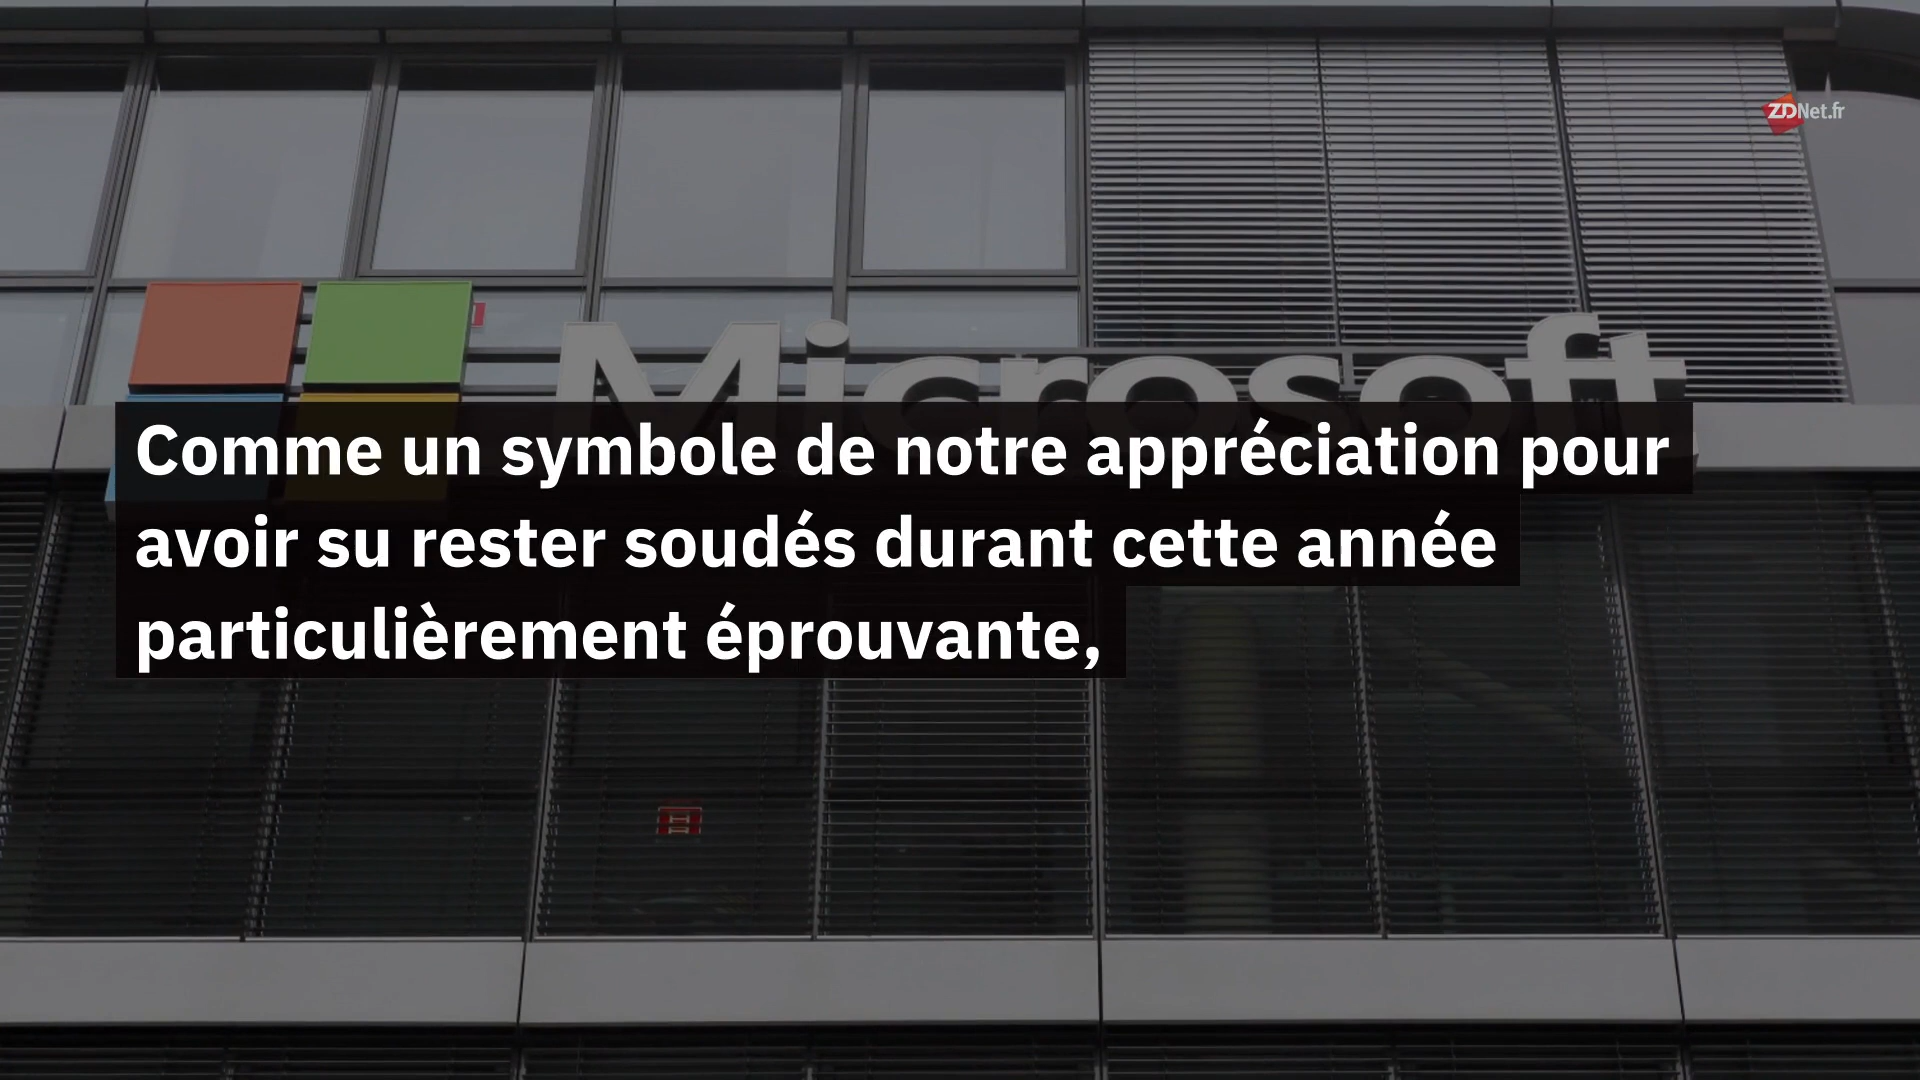 ZDNet.fr
Microsoft
Comme un symbole de notre appréciation pour
avoir su rester soudés durant cette année
particulièrement éprouvante,